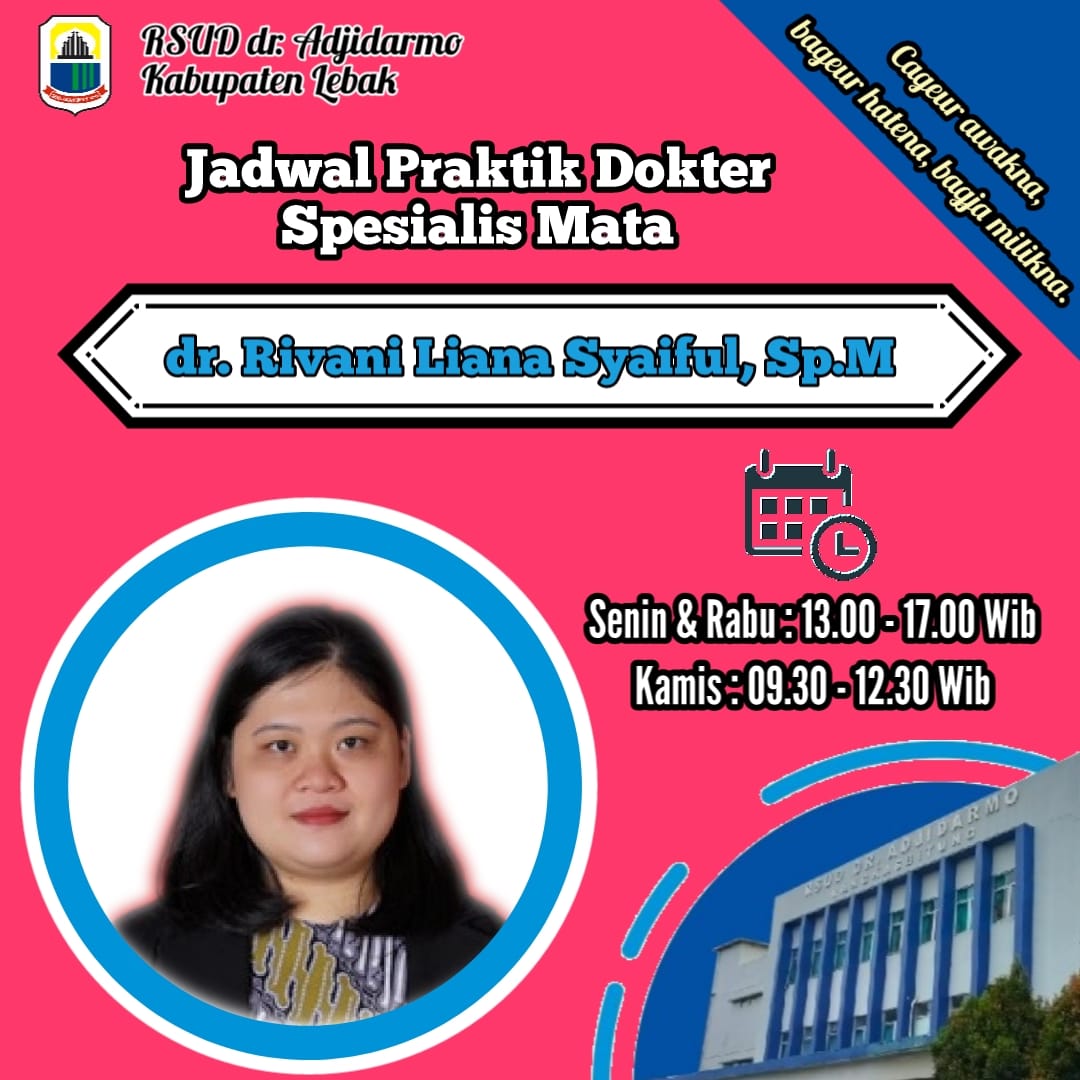 RSUD dr. Adjidarmo
Kabupaten Lebak
Cageur awakna,
bageur hatena, bagja milikna.
Jadwal Praktik Dokter
Spesialis Mata
dr. Rivani Liana Syaiful, Sp.M
Senin & Rabu : 13.00 - 17.00 Wib
Kamis : 09.30 - 12.30 Wib
RSUD DR. ADJIDARMO
RANGKASBITUNG